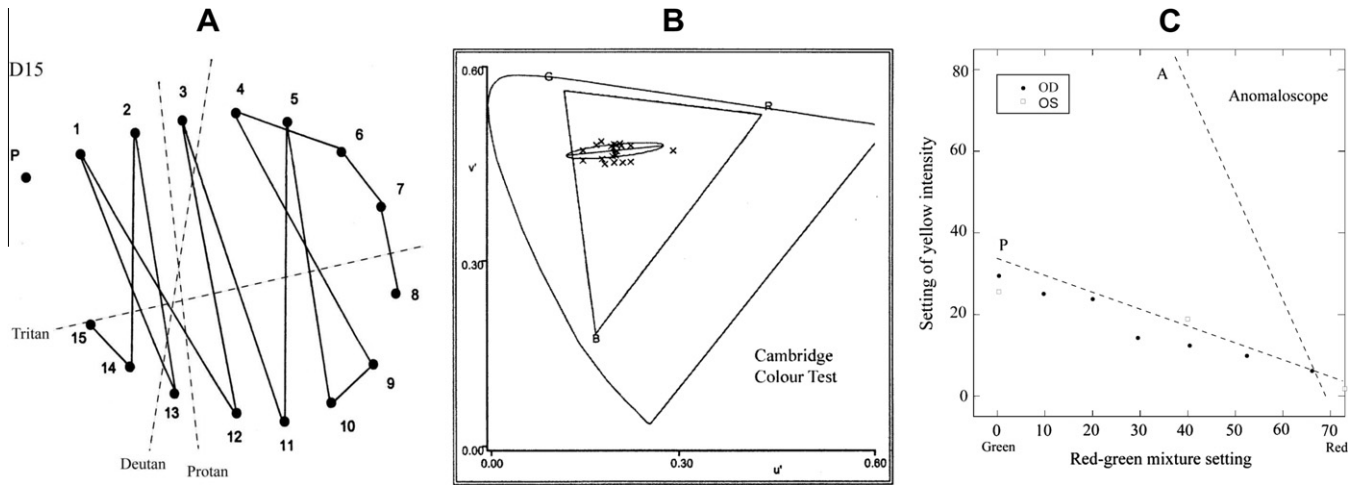 A
D15
P
1
2
3
4
5
6
7
8
9
10
11
12
13
14
15
Tritan
Deutan
Protan
B
0.60
0.30
0.00
v'
G
R
B
Cambridge
Colour Test
0.00
0.30
0.60
u'
C
80
60
40
20
0
Setting of yellow intensity
OD
OS
A
Anomaloscope
P
0 10 20 30 40 50 60 70
Green Red
Red-green mixture setting